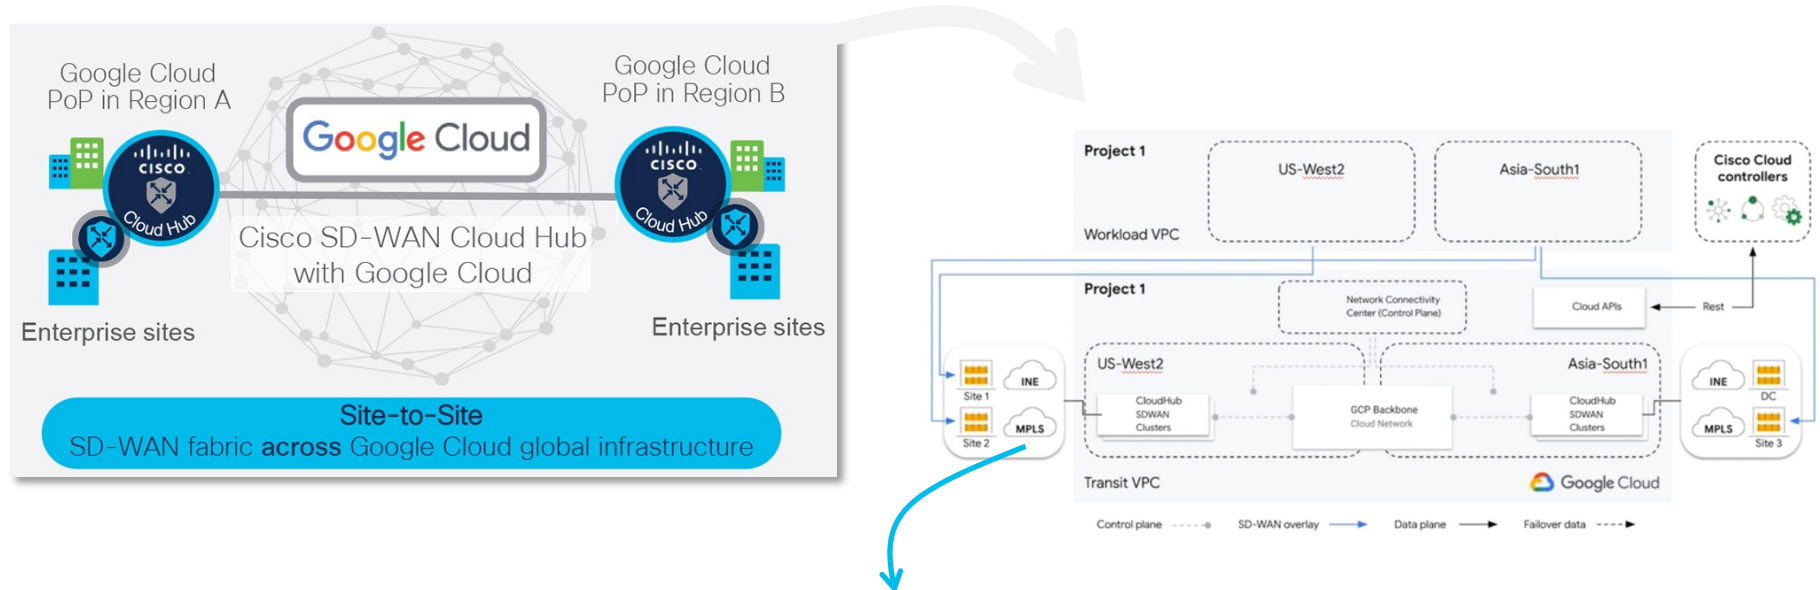 Google Cloud
PoP in Region A
Google Cloud
PoP in Region B
Google Cloud
CISCO
Cloud Hub
CISCO
Cloud Hub
Cisco SD-WAN Cloud Hub
with Google Cloud
Enterprise sites
Enterprise sites
Site-to-Site
SD-WAN fabric across Google Cloud global infrastructure
Project 1
US-West2
Asia-South1
Workload VPC
Cisco Cloud
controllers
Project 1
Network Connectivity
Center (Control Plane)
Cloud APIs
Rest
US-West2
Asia-South1
Site 1
INE
Site 2
MPLS
CloudHub
SDWAN
Clusters
GCP Backbone
Cloud Network
CloudHub
SDWAN
Clusters
INE
DC
MPLS
Site 3
Transit VPC
Google Cloud
Control plane
SD-WAN overlay
Data plane
Failover data